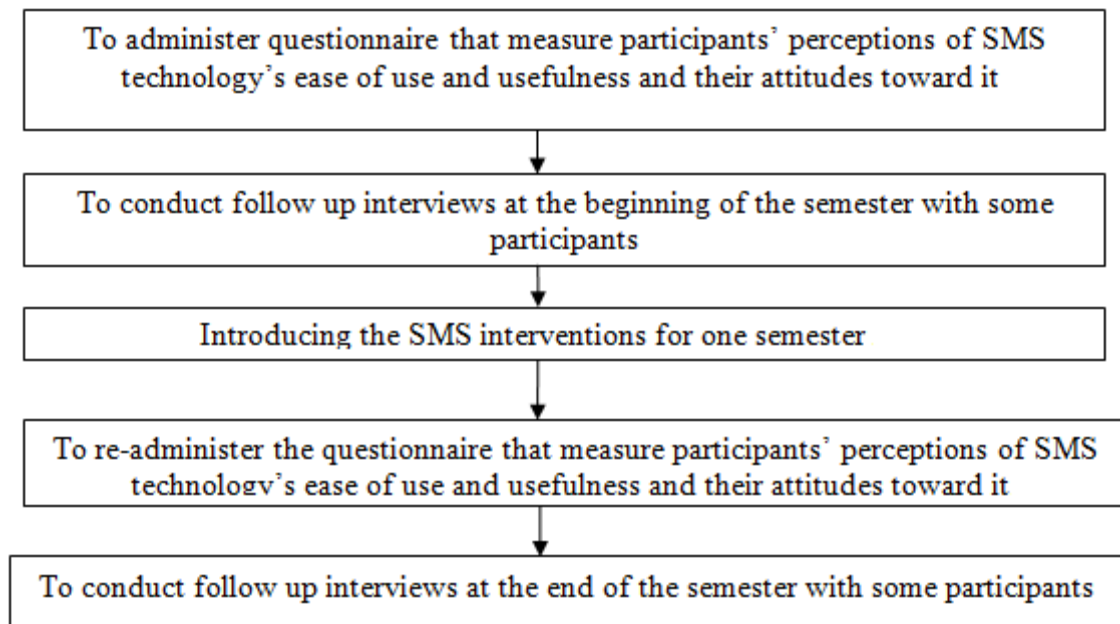 To administer questionnaire that measure participants’ perceptions of SMS
technology’s ease of use and usefulness and their attitudes toward it
To conduct follow up interviews at the beginning of the semester with some
participants
Introducing the SMS interventions for one semester
To re-administer the questionnaire that measure participants’ perceptions of SMS
technology’s ease of use and usefulness and their attitudes toward it
To conduct follow up interviews at the end of the semester with some participants